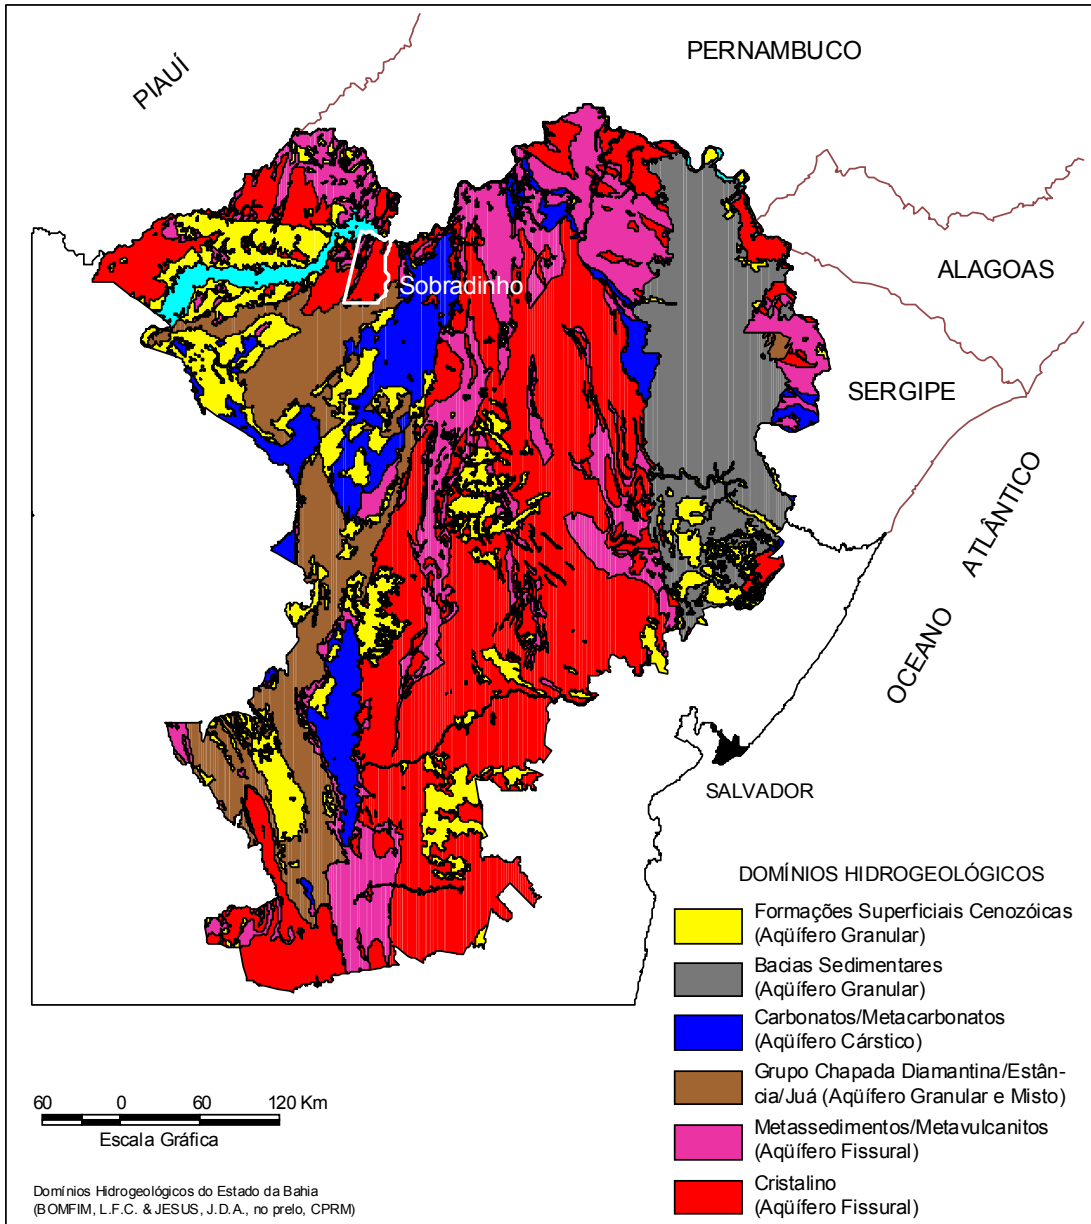 PERNAMBUCO
PIAUÍ
ALAGOAS
Sobradinho
SERGIPE
OCEANO ATLÂNTICO
SALVADOR
DOMÍNIOS HIDROGEOLÓGICOS
Formações Superficiais Cenozóicas
(Aqüífero Granular)
Bacias Sedimentares
(Aqüífero Granular)
Carbonatos/Metacarbonatos
(Aqüífero Cárstico)
Grupo Chapada Diamantina/Estân-
cia/Juá (Aqüífero Granular e Misto)
Metassedimentos/Metavulcanitos
(Aqüífero Fissural)
Cristalino
(Aqüífero Fissural)
60 0 60 120 Km
Escala Gráfica
Domínios Hidrogeológicos do Estado da Bahia
(BOMFIM, L.F.C. & JESUS, J.D.A., no prelo, CPRM)